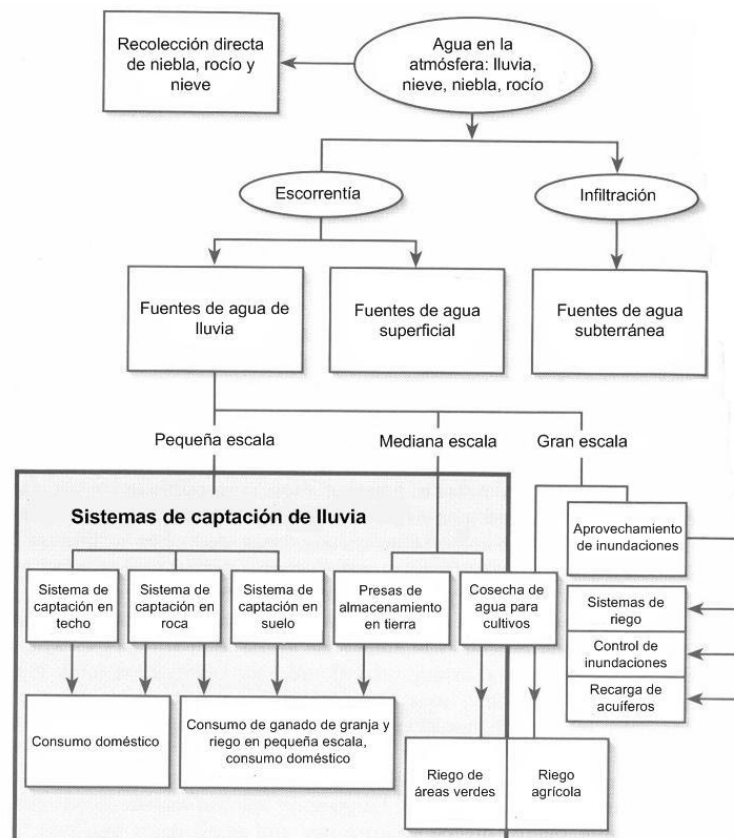 Recolección directa
de niebla, rocío y
nieve
Agua en la
atmósfera: lluvia,
nieve, niebla, rocío
Escorrentía
Infiltración
Fuentes de agua de
lluvia
Fuentes de agua
superficial
Fuentes de agua
subterránea
Pequeña escala
Mediana escala
Gran escala
Sistemas de captación de lluvia
Aprovechamiento
de inundaciones
Sistema de
captación en
techo
Sistema de
captación en
roca
Sistema de
captación en
suelo
Presas de
almacenamiento
en tierra
Cosecha de
agua para
cultivos
Sistemas de
riego
Control de
inundaciones
Recarga de
acuíferos
Consumo doméstico
Consumo de ganado de granja y
riego en pequeña escala,
consumo doméstico
Riego de
áreas verdes
Riego
agrícola